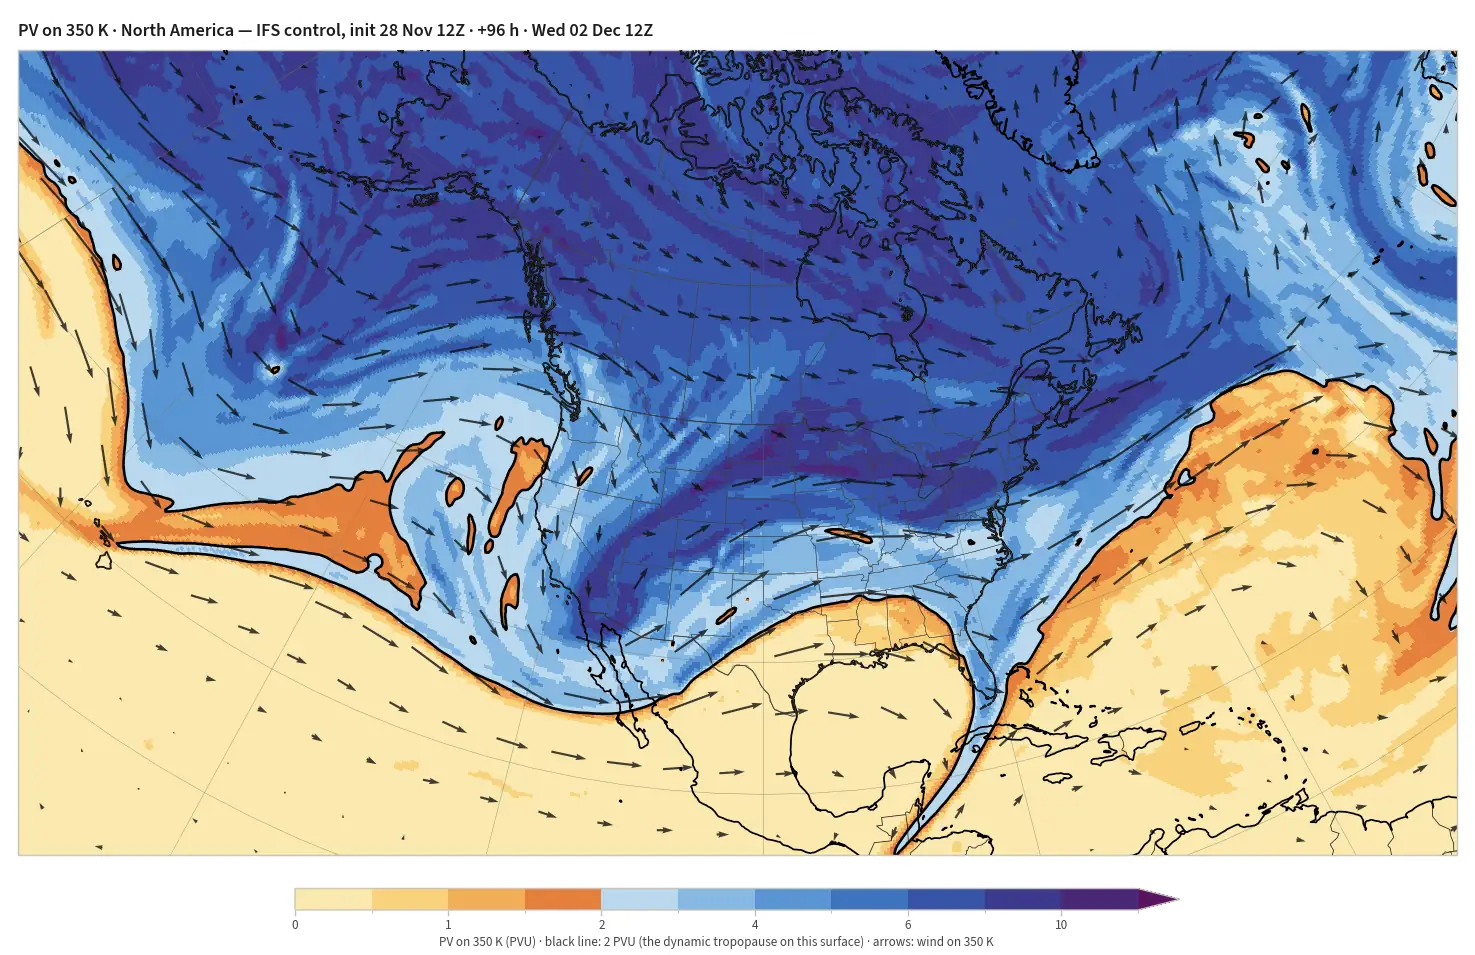 PV on 350 K · North America — IFS control, init 28 Nov 12Z · +96 h · Wed 02 Dec 12Z
0 1 2 4 6 10
PV on 350 K (PVU) · black line: 2 PVU (the dynamic tropopause on this surface) · arrows: wind on 350 K